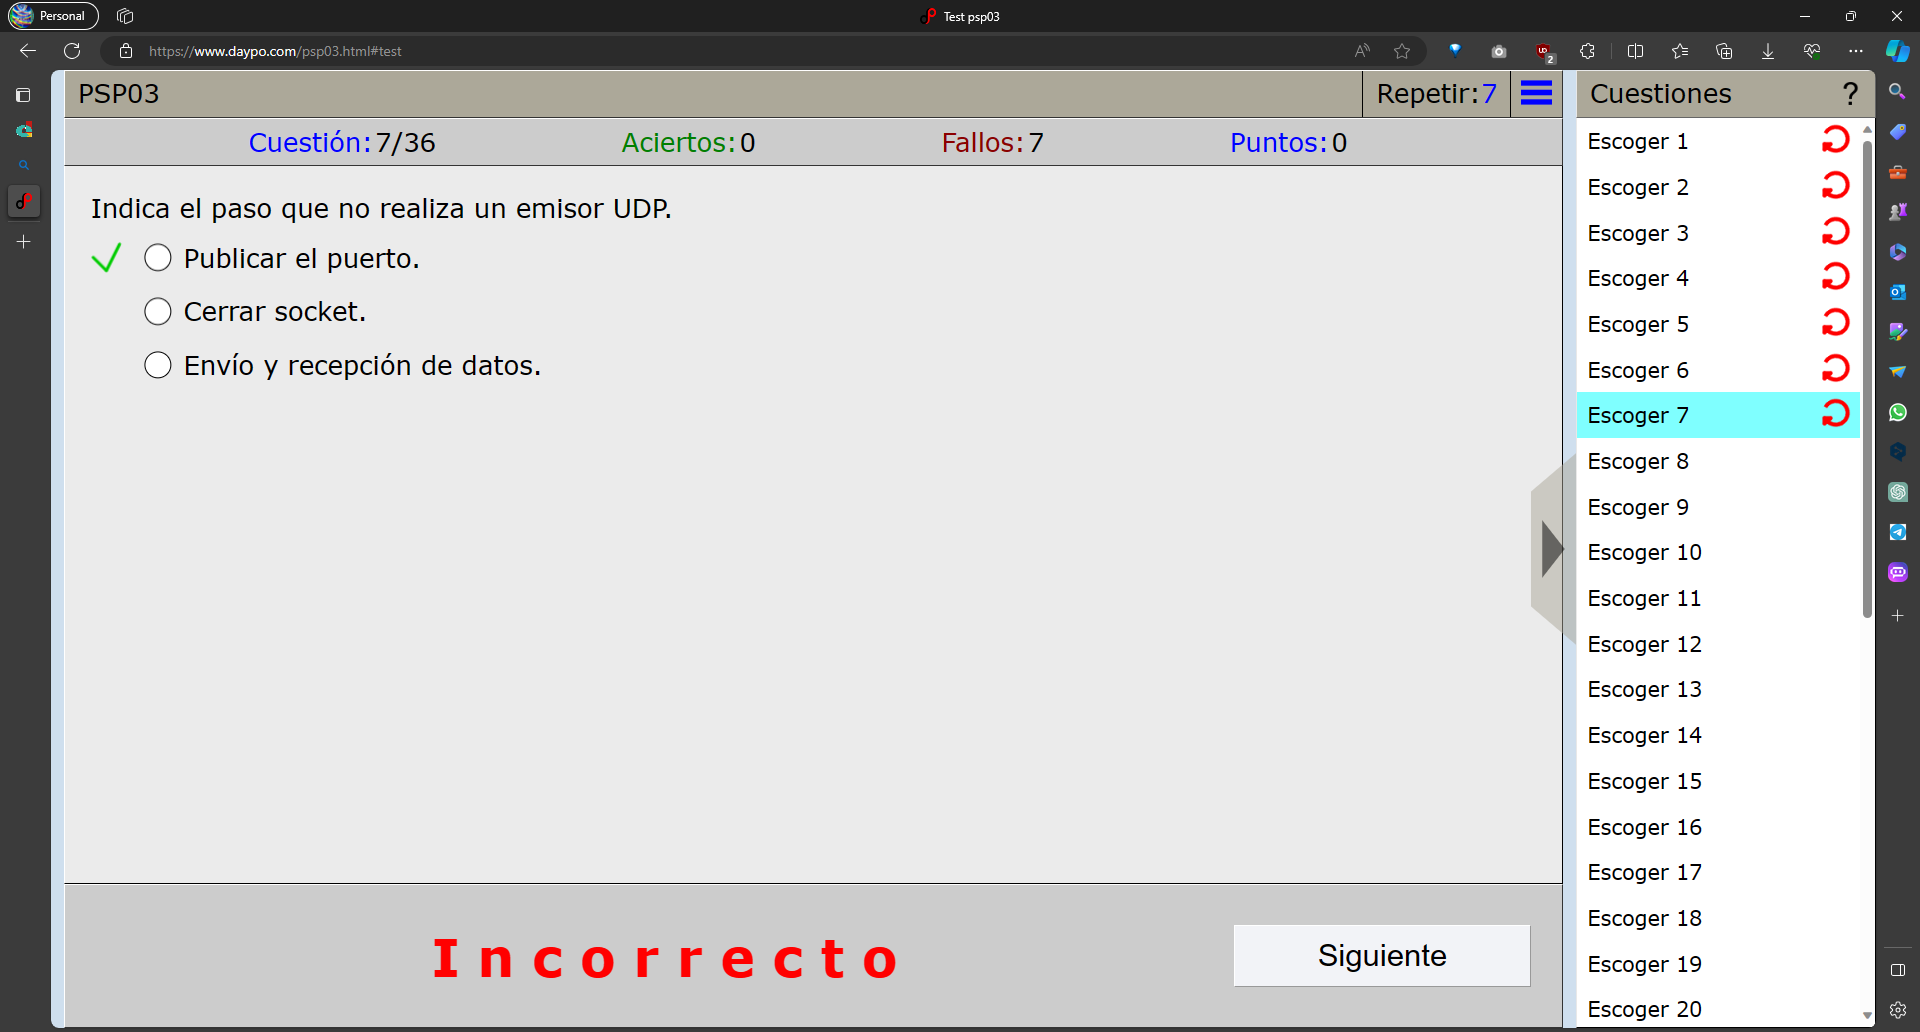 Personal
Test psp03
https://www.daypo.com/psp03.html#test
2
PSP03
Repetir:7
Cuestión:7/36
Aciertos:0
Fallos:7
Puntos:0
Indica el paso que no realiza un emisor UDP.
Publicar el puerto.
Cerrar socket.
Envío y recepción de datos.
Incorrecto
Siguiente
Cuestiones ?
Escoger 1
Escoger 2
Escoger 3
Escoger 4
Escoger 5
Escoger 6
Escoger 7
Escoger 8
Escoger 9
Escoger 10
Escoger 11
Escoger 12
Escoger 13
Escoger 14
Escoger 15
Escoger 16
Escoger 17
Escoger 18
Escoger 19
Escoger 20